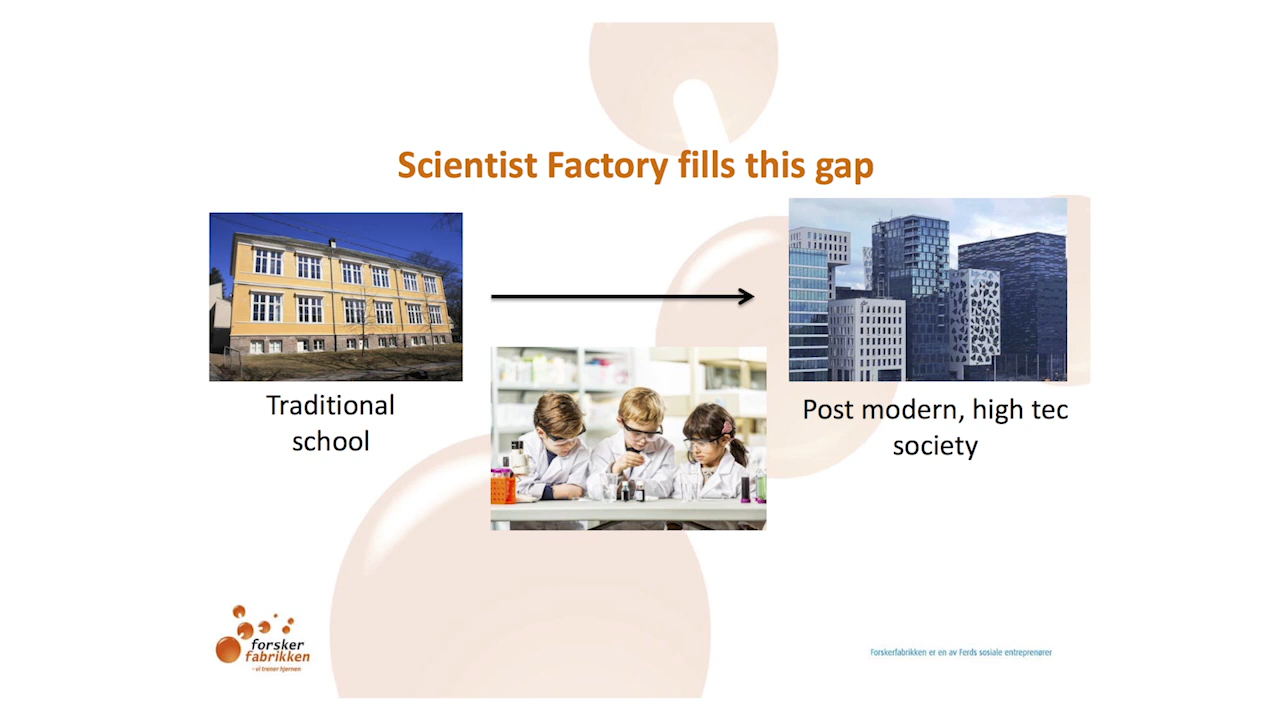 Scientist Factory fills this gap
Traditional
school
Post modern, high tec
society
forsker
fabrikken
- vi trener hjernen
Forskerfabrikken er en av Ferds sosiale entreprenører